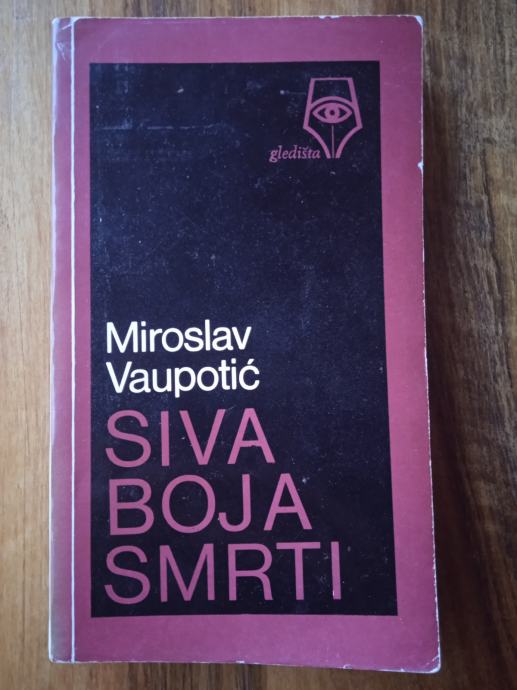 gledišta
Miroslav
Vaupotić
SIVA
BOJA
SMRTI